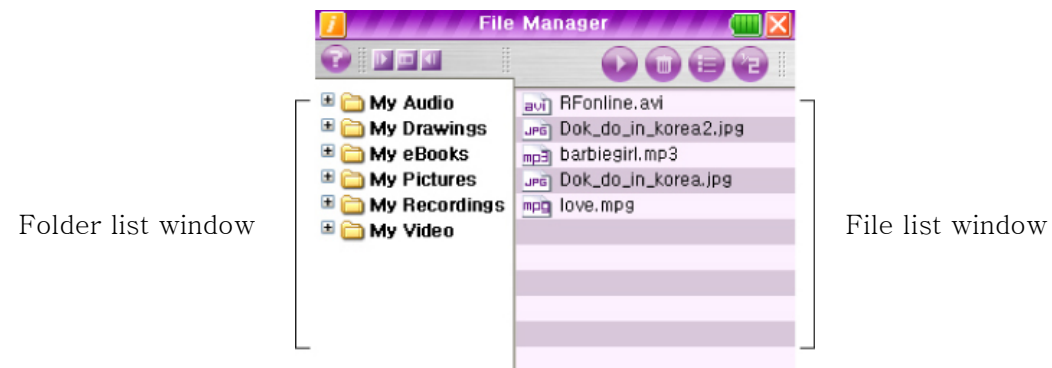 File Manager
My Audio
My Drawings
My eBooks
My Pictures
My Recordings
My Video
avi RFonline.avi
JPG Dok_do_in_korea2.jpg
mp3 barbiegirl.mp3
JPG Dok_do_in_korea.jpg
mpg love.mpg
Folder list window
File list window